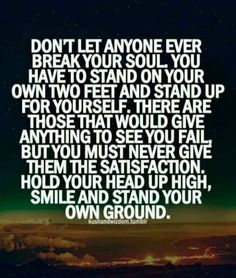 DON'T LET ANYONE EVER
BREAK YOUR SOUL. YOU
HAVE TO STAND ON YOUR
OWN TWO FEET AND STAND UP
FOR YOURSELF. THERE ARE
THOSE THAT WOULD GIVE
ANYTHING TO SEE YOU FAIL,
BUT YOU MUST NEVER GIVE
THEM THE SATISFACTION.
HOLD YOUR HEAD UP HIGH,
SMILE AND STAND YOUR
OWN GROUND.
kushandwizdom.tumblr